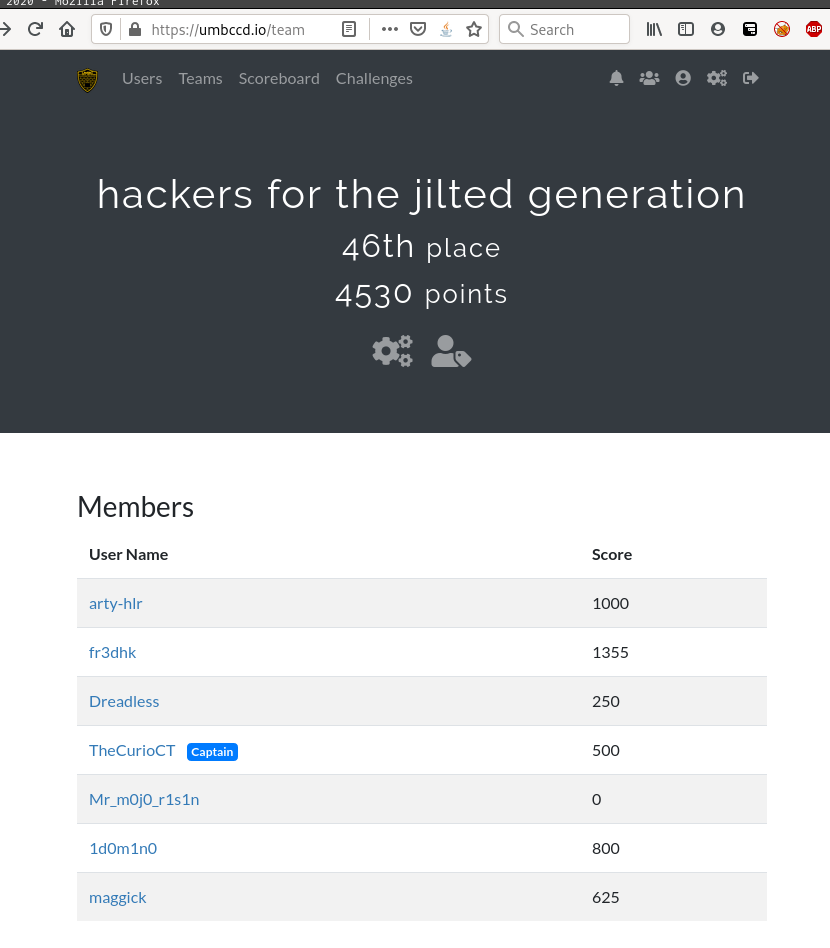 2020 - Mozilla Firefox
https://umbccd.io/team
Search
ABP
Users Teams Scoreboard Challenges
hackers for the jilted generation
46th place
4530 points
Members
User Name Score
arty-hlr 1000
fr3dhk 1355
Dreadless 250
TheCurioCT Captain 500
Mr_m0j0_r1s1n 0
1d0m1n0 800
maggick 625